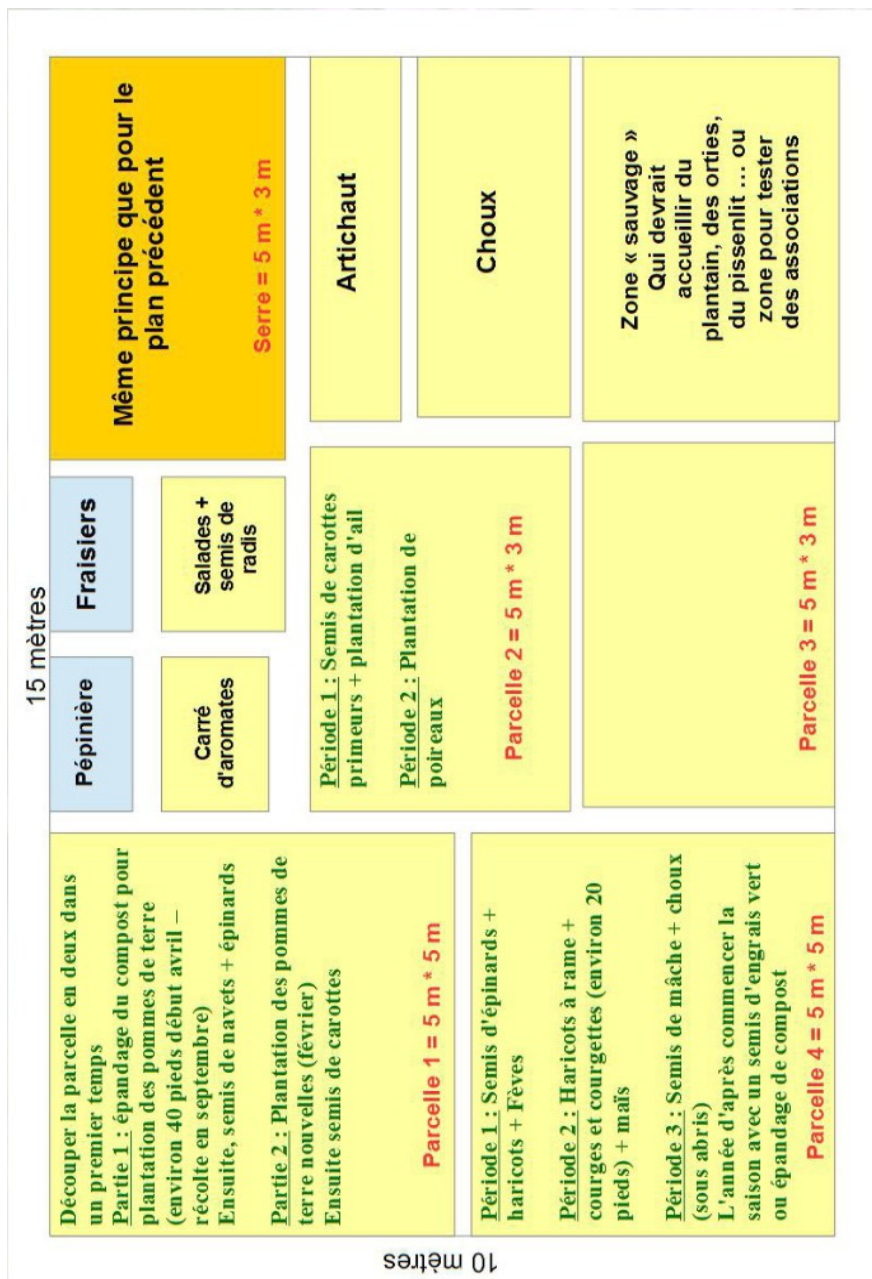 15 mètres
10 mètres
Découper la parcelle en deux dans
un premier temps
Partie 1 : épandage du compost pour
plantation des pommes de terre
(environ 40 pieds début avril –
récolte en septembre)
Ensuite, semis de navets + épinards
Partie 2 : Plantation des pommes de
terre nouvelles (février)
Ensuite semis de carottes
Parcelle 1 = 5 m * 5 m
Pépinière
Fraisiers
Carré
d'aromates
Salades +
semis de
radis
Même principe que pour le
plan précédent
Serre = 5 m * 3 m
Période 1 : Semis de carottes
primeurs + plantation d'ail
Période 2 : Plantation de
poireaux
Parcelle 2 = 5 m * 3 m
Artichaut
Choux
Période 1 : Semis d'épinards +
haricots + Fèves
Période 2 : Haricots à rame +
courges et courgettes (environ 20
pieds) + maïs
Période 3 : Semis de mâche + choux
(sous abris)
L'année d'après commencer la
saison avec un semis d'engrais vert
ou épandage de compost
Parcelle 4 = 5 m * 5 m
Parcelle 3 = 5 m * 3 m
Zone « sauvage »
Qui devrait
accueillir du
plantain, des orties,
du pissenlit ... ou
zone pour tester
des associations